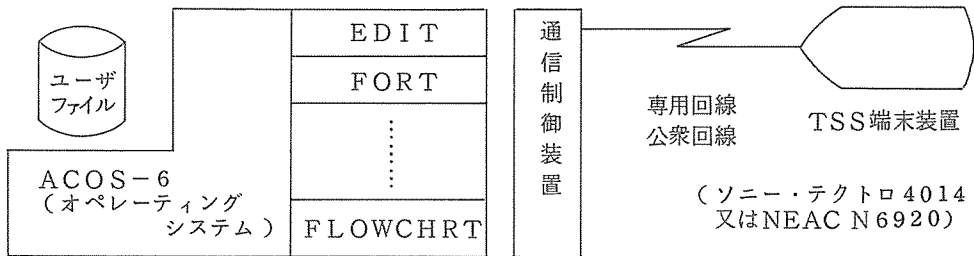 ユーザ
ファイル
ACOS-6
(オペレーティング
システム)
EDIT
FORT
FLOWCHRT
通信制御装置
専用回線
公衆回線
TSS端末装置
(ソニー・テクトロ4014
又はNEAC N6920)